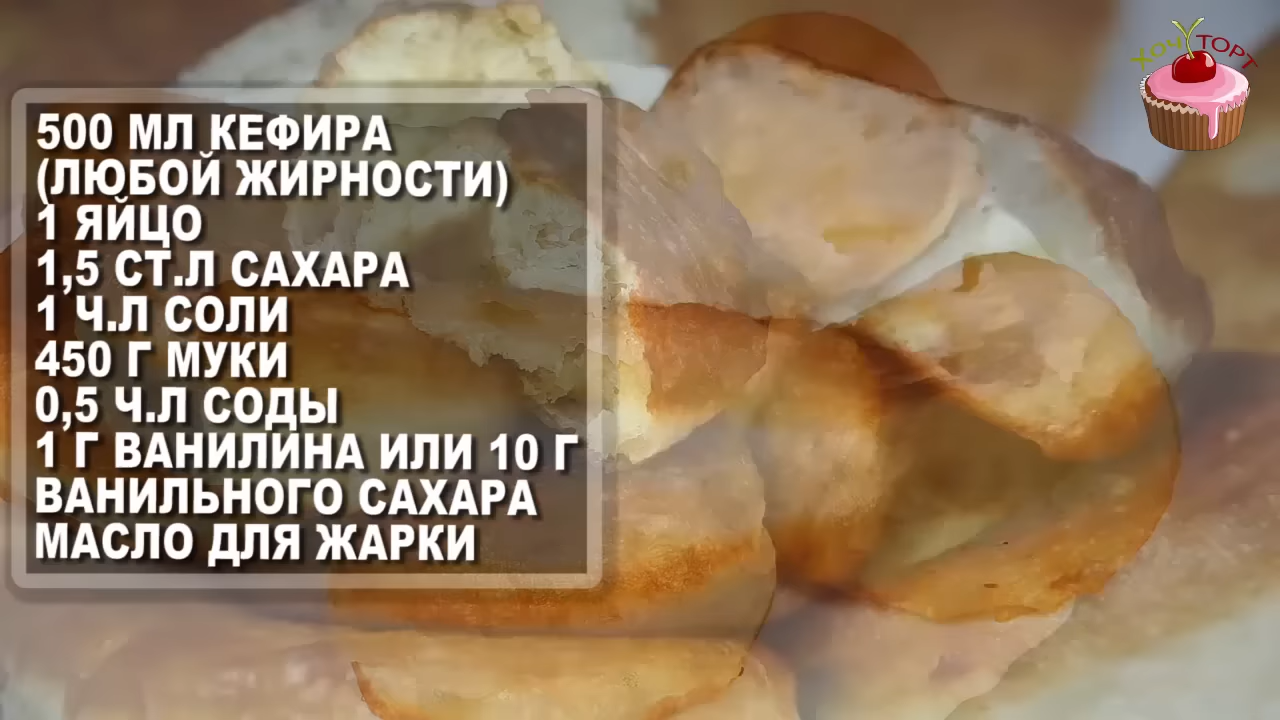 500 МЛ КЕФИРА
(ЛЮБОЙ ЖИРНОСТИ)
1 ЯЙЦО
1,5 СТ.Л САХАРА
1 Ч.Л СОЛИ
450 Г МУКИ
0,5 Ч.Л СОДЫ
1 Г ВАНИЛИНА ИЛИ 10 Г
ВАНИЛЬНОГО САХАРА
МАСЛО ДЛЯ ЖАРКИ
ХОЧУ ТОРТ